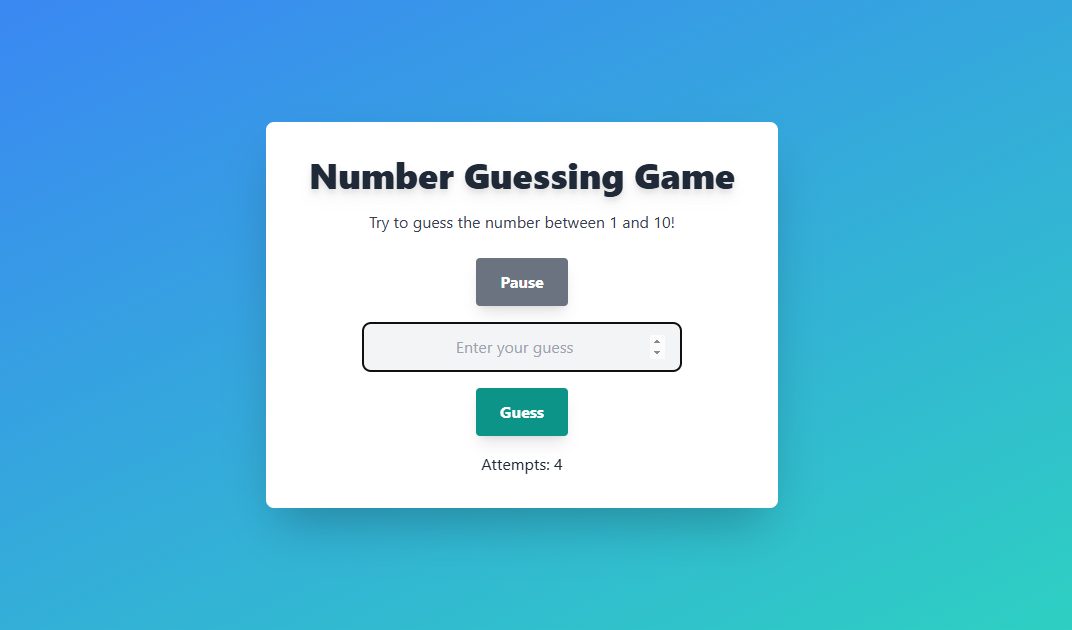 Number Guessing Game
Try to guess the number between 1 and 10!
Pause
Enter your guess
Guess
Attempts: 4